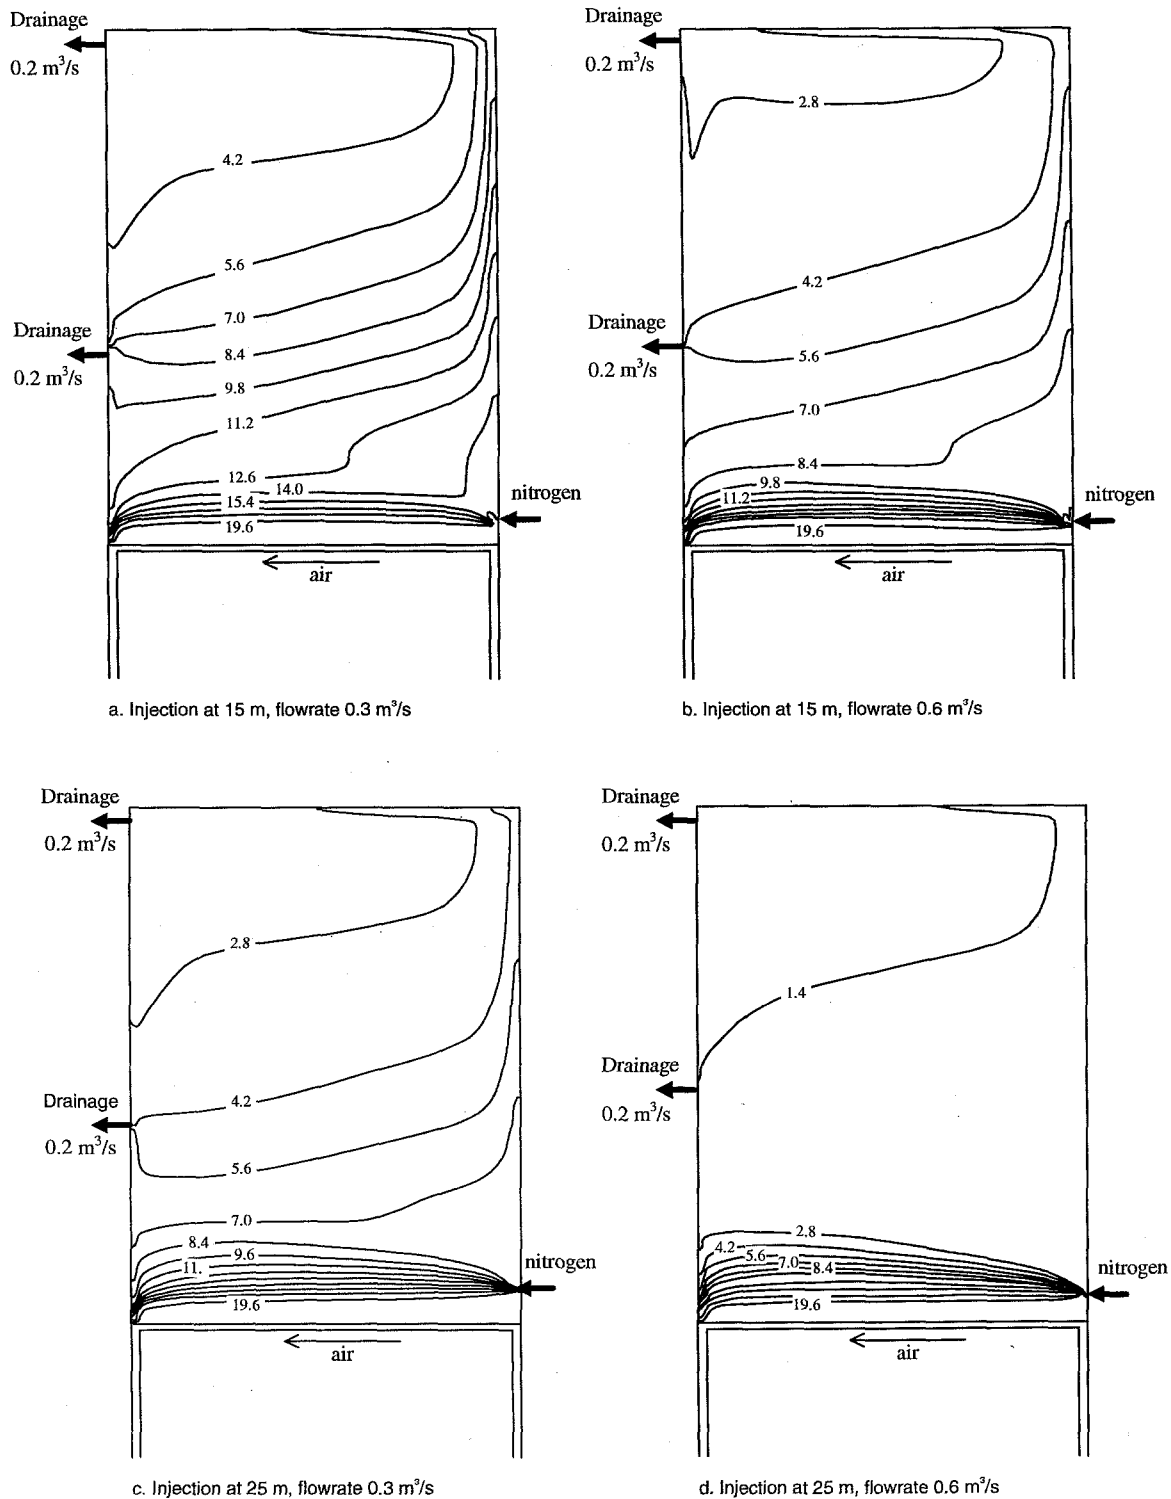 Drainage
0.2 m³/s
4.2
5.6
7.0
Drainage
0.2 m³/s
8.4
9.8
11.2
12.6
14.0
15.4
19.6
nitrogen
air
a. Injection at 15 m, flowrate 0.3 m³/s
Drainage
0.2 m³/s
2.8
4.2
Drainage
0.2 m³/s
5.6
7.0
8.4
9.8
11.2
19.6
nitrogen
air
b. Injection at 15 m, flowrate 0.6 m³/s
Drainage
0.2 m³/s
2.8
4.2
Drainage
0.2 m³/s
5.6
7.0
8.4
9.6
11.
19.6
nitrogen
air
c. Injection at 25 m, flowrate 0.3 m³/s
Drainage
0.2 m³/s
1.4
Drainage
0.2 m³/s
2.8
4.2
5.6
7.0
8.4
19.6
nitrogen
air
d. Injection at 25 m, flowrate 0.6 m³/s